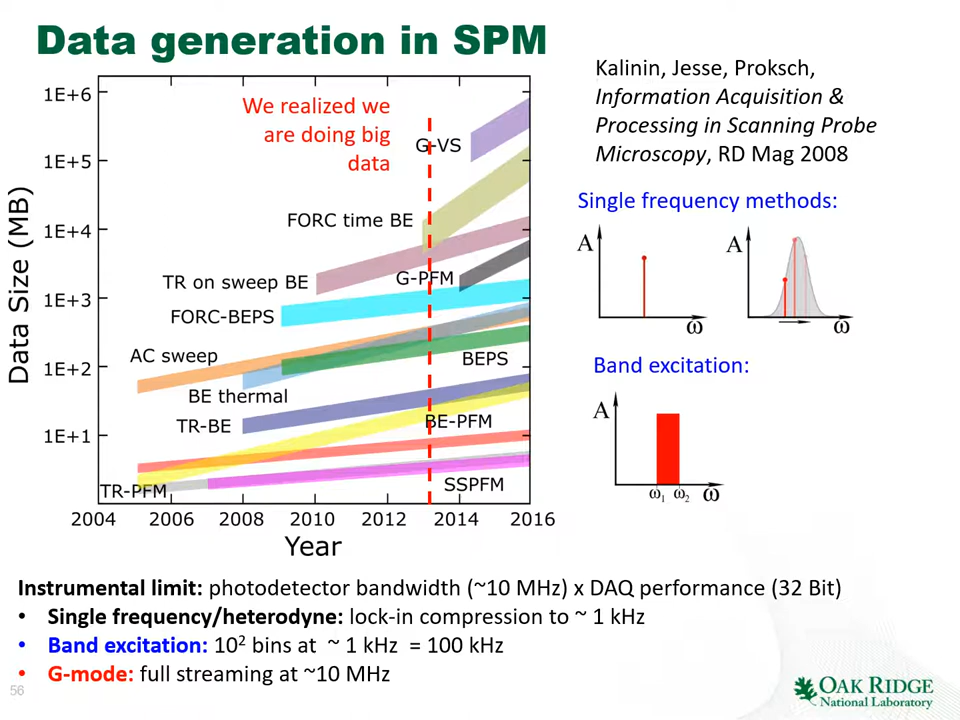 Data generation in SPM
Kalinin, Jesse, Proksch,
Information Acquisition &
Processing in Scanning Probe
Microscopy, RD Mag 2008
We realized we
are doing big
data
Data Size (MB)
1E+6
1E+5
1E+4
1E+3
1E+2
1E+1
G-VS
FORC time BE
TR on sweep BE
G-PFM
FORC-BEPS
AC sweep
BEPS
BE thermal
TR-BE
BE-PFM
TR-PFM
SSPFM
2004 2006 2008 2010 2012 2014 2016
Year
Single frequency methods:
A
ω
A
ω
Band excitation:
A
ω1 ω2 ω
Instrumental limit: photodetector bandwidth (~10 MHz) x DAQ performance (32 Bit)
• Single frequency/heterodyne: lock-in compression to ~ 1 kHz
• Band excitation: 10² bins at ~ 1 kHz = 100 kHz
• G-mode: full streaming at ~10 MHz
56
OAK RIDGE
National Laboratory